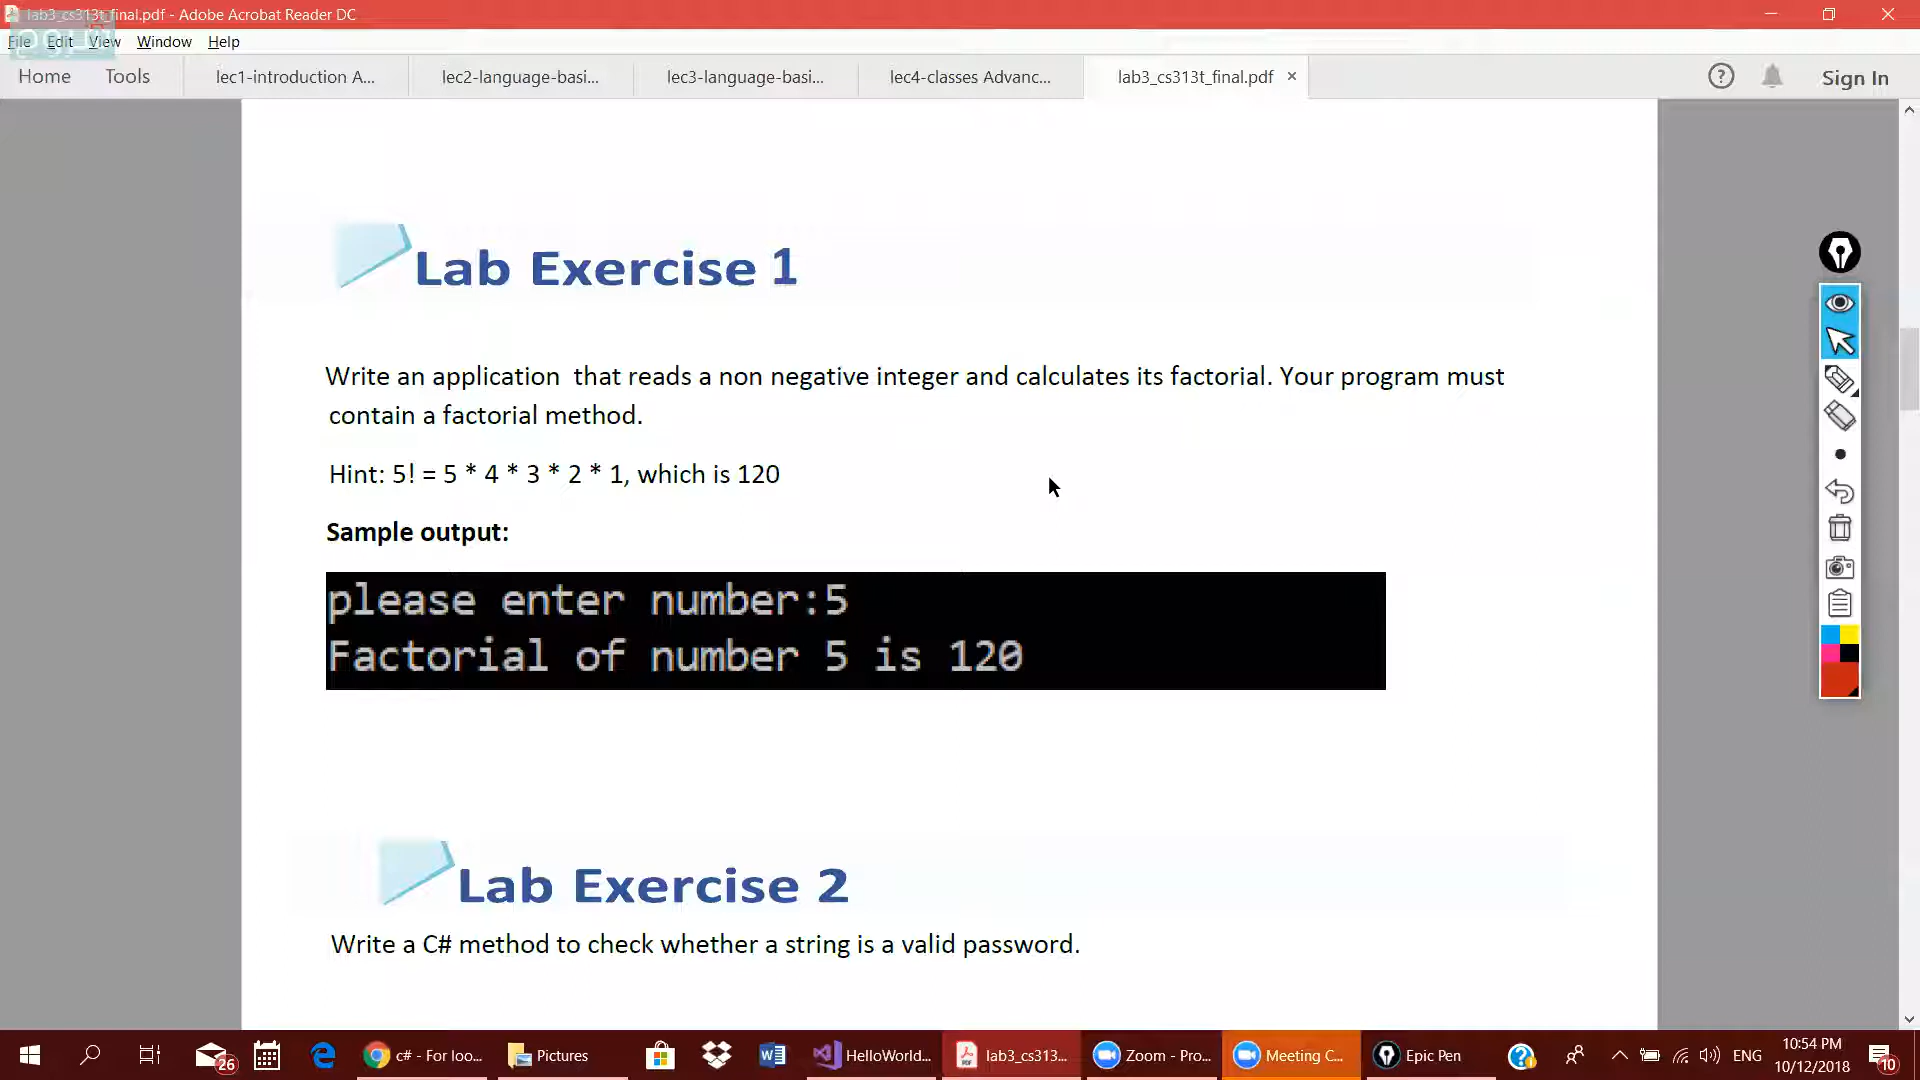 lab3_cs313t_final.pdf - Adobe Acrobat Reader DC
File Edit View Window Help
Home Tools lec1-introduction A... lec2-language-basi... lec3-language-basi... lec4-classes Advanc... lab3_cs313t_final.pdf × Sign In
Lab Exercise 1
Write an application that reads a non negative integer and calculates its factorial. Your program must
contain a factorial method.
Hint: 5! = 5 * 4 * 3 * 2 * 1, which is 120
Sample output:
please enter number:5
Factorial of number 5 is 120
Lab Exercise 2
Write a C# method to check whether a string is a valid password.
26 c# - For loo... Pictures HelloWorld... lab3_cs313... Zoom - Pro... Meeting C... Epic Pen ENG 10:54 PM
10/12/2018 10